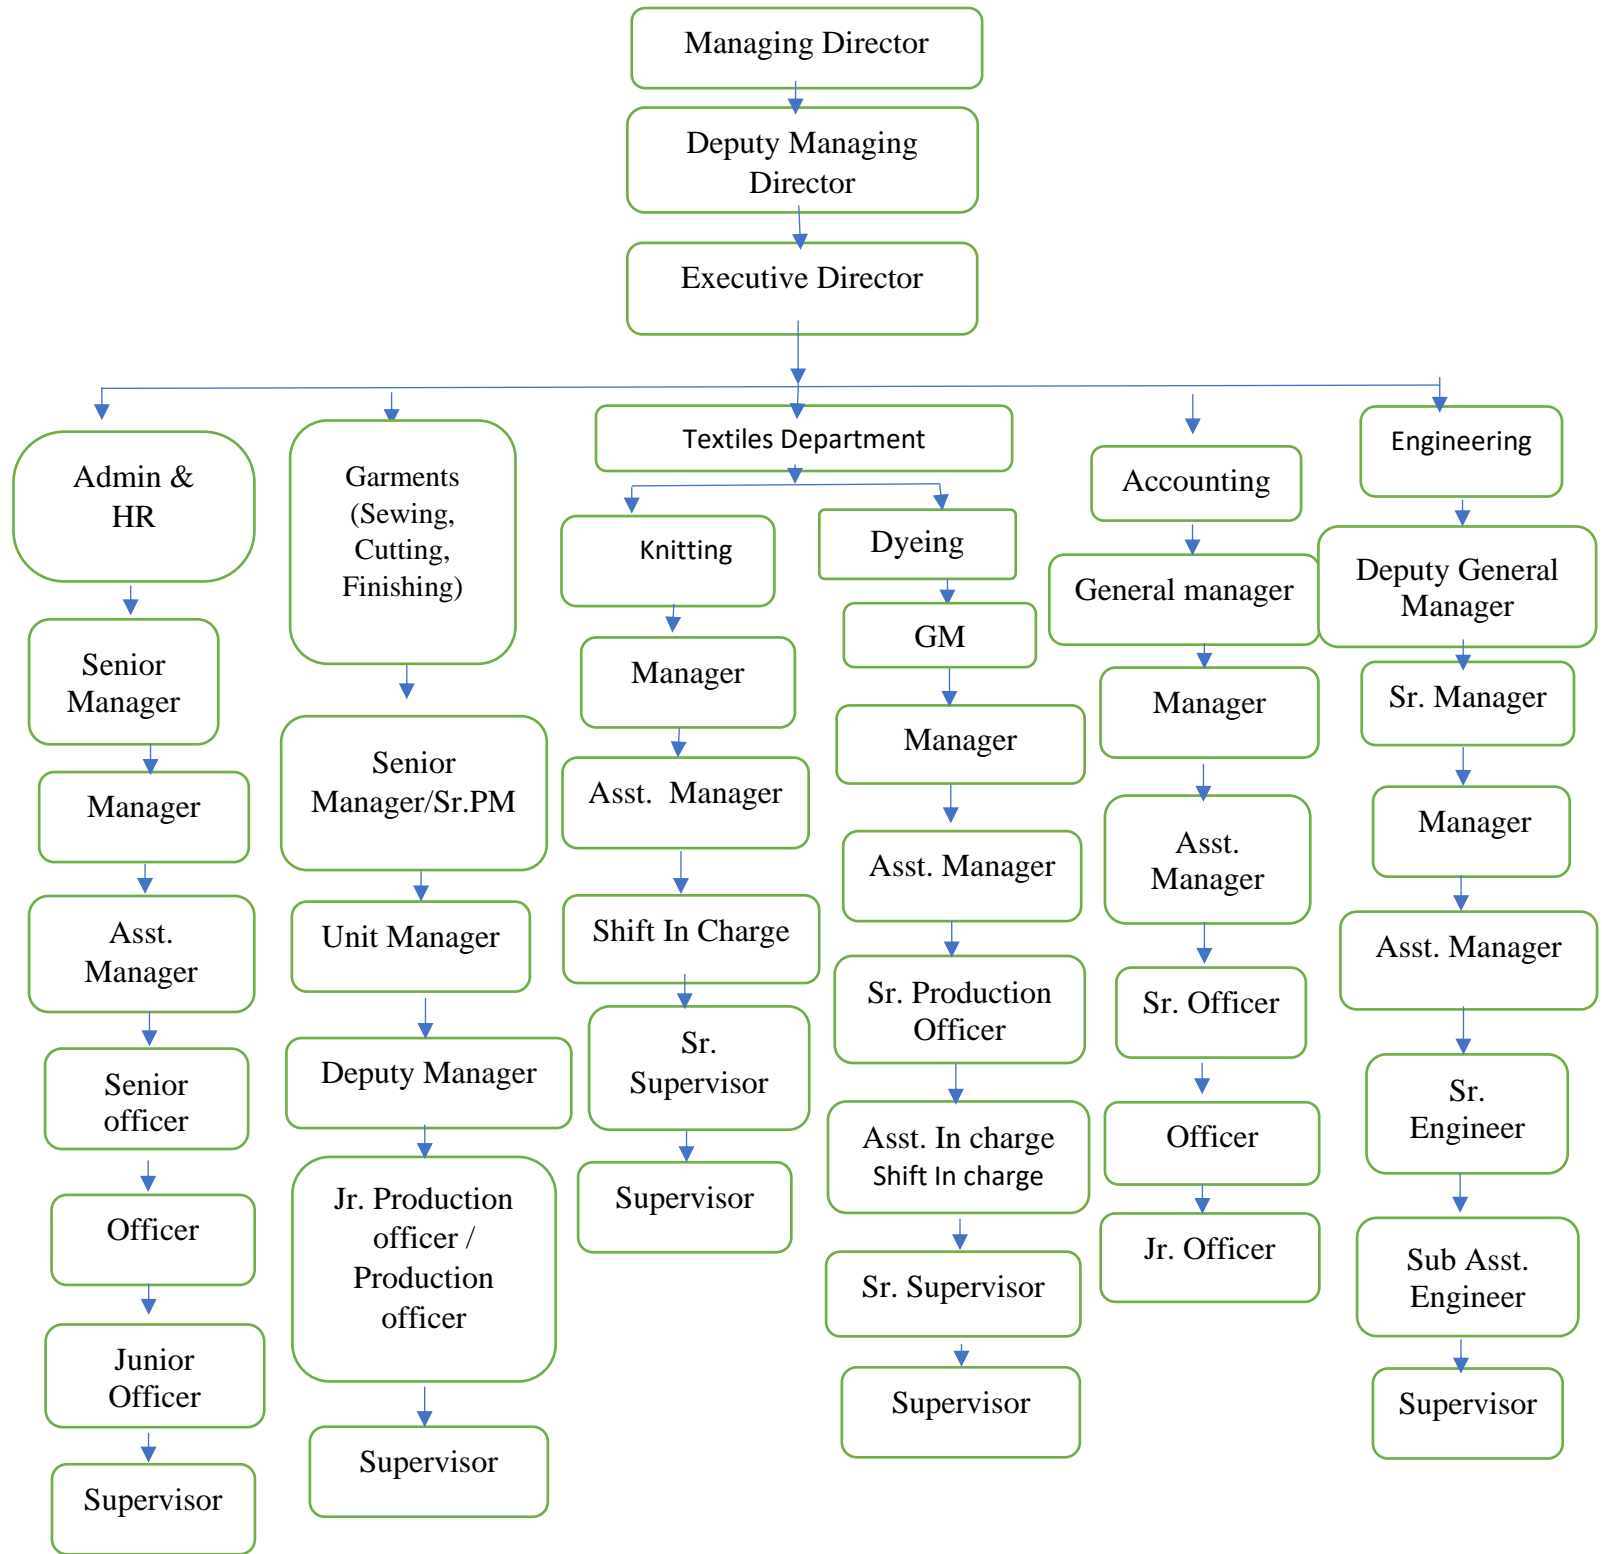 Managing Director
Deputy Managing
Director
Executive Director
Admin &
HR
Senior
Manager
Manager
Asst.
Manager
Senior
officer
Officer
Junior
Officer
Supervisor
Garments
(Sewing,
Cutting,
Finishing)
Senior
Manager/Sr.PM
Unit Manager
Deputy Manager
Jr. Production
officer /
Production
officer
Supervisor
Textiles Department
Knitting
Manager
Asst.  Manager
Shift In Charge
Sr.
Supervisor
Supervisor
Dyeing
GM
Manager
Asst. Manager
Sr. Production
Officer
Asst. In charge
Shift In charge
Sr. Supervisor
Supervisor
Accounting
General manager
Manager
Asst.
Manager
Sr. Officer
Officer
Jr. Officer
Engineering
Deputy General
Manager
Sr. Manager
Manager
Asst. Manager
Sr.
Engineer
Sub Asst.
Engineer
Supervisor